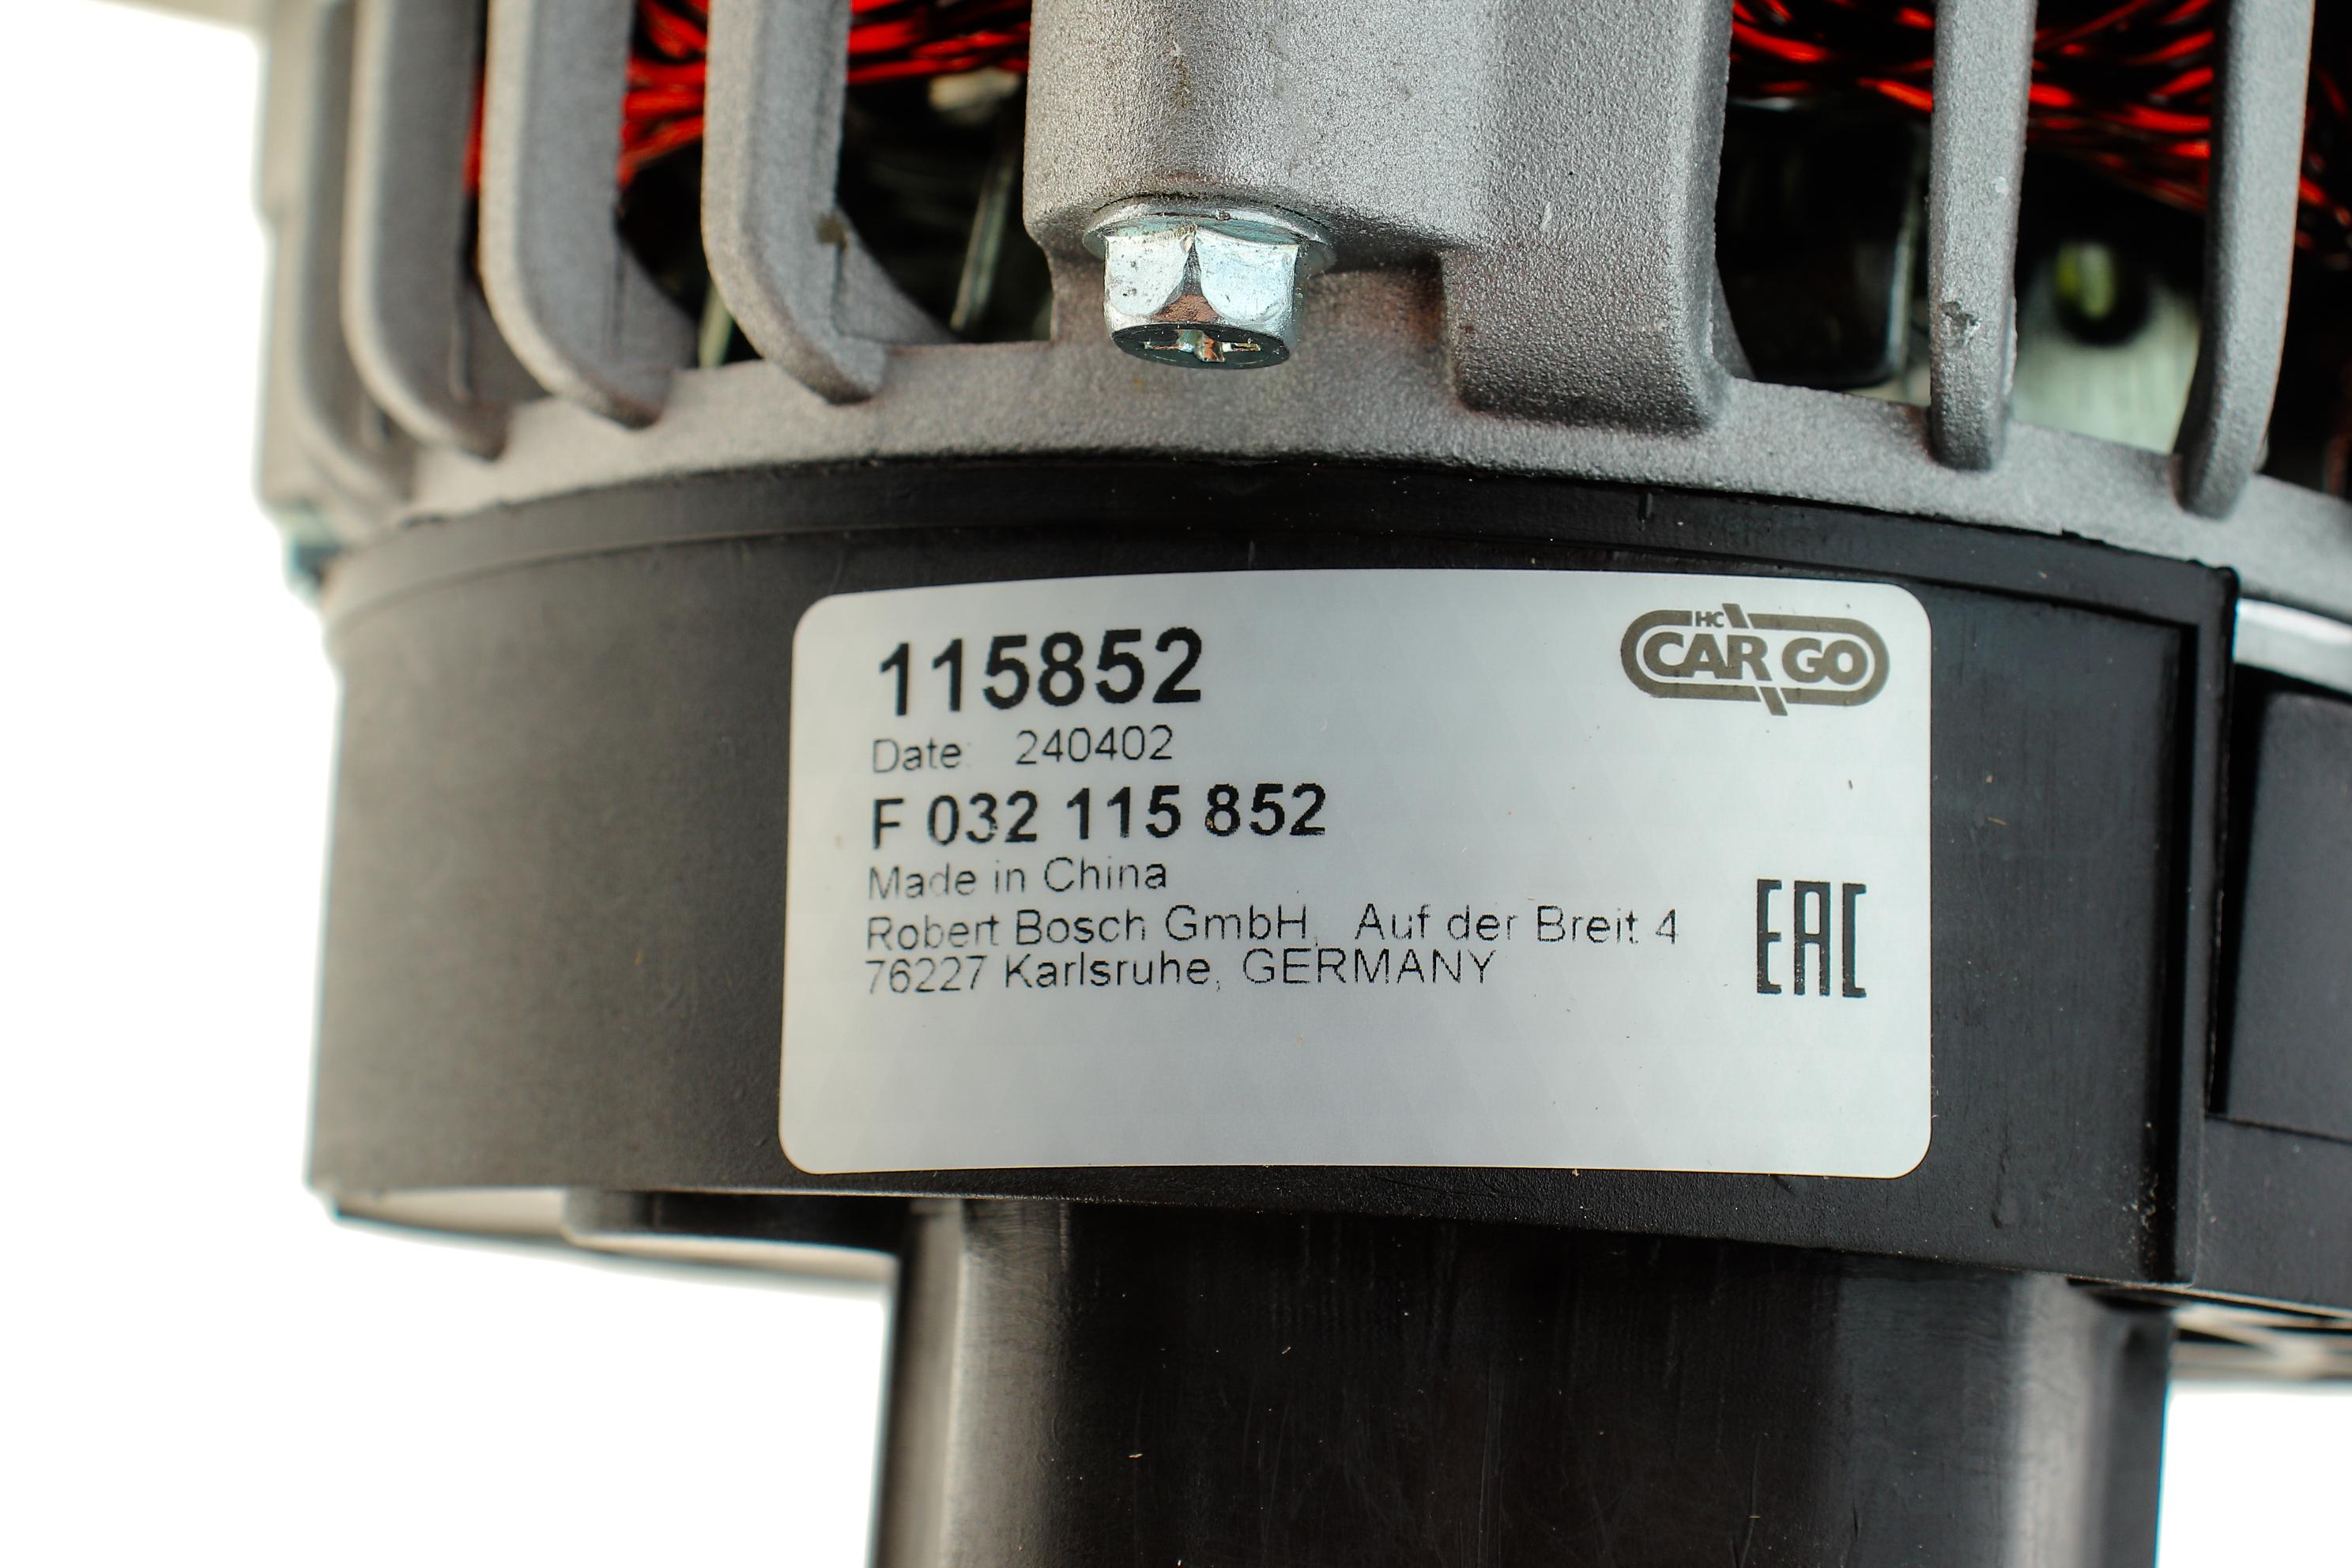 115852
HC
CARGO
Date: 240402
F 032 115 852
Made in China
Robert Bosch GmbH, Auf der Breit 4
76227 Karlsruhe, GERMANY
EAC